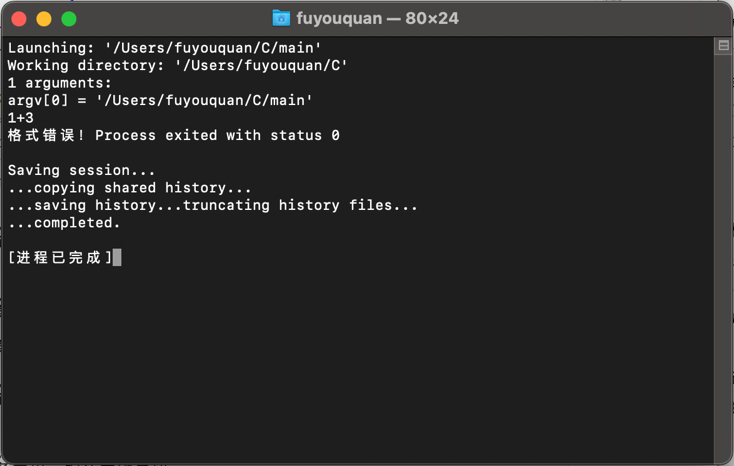 fuyouquan — 80×24
Launching: '/Users/fuyouquan/C/main'
Working directory: '/Users/fuyouquan/C'
1 arguments:
argv[0] = '/Users/fuyouquan/C/main'
1+3
格式错误! Process exited with status 0
Saving session...
...copying shared history...
...saving history...truncating history files...
...completed.
[进程已完成]